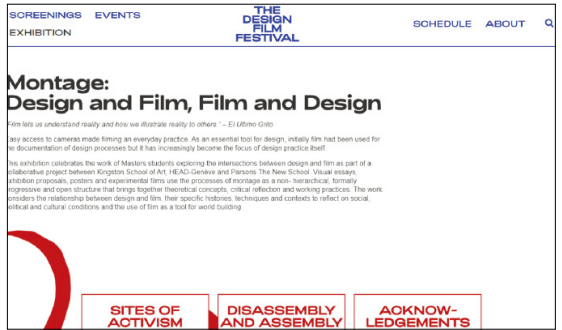 SCREENINGS EVENTS
EXHIBITION
THE
DESIGN
FILM
FESTIVAL
SCHEDULE ABOUT
Montage:
Design and Film, Film and Design
Film lets us understand reality and how we illustrate reality to others." – El Ultimo Grito
asy access to cameras made filming an everyday practice. As an essential tool for design, initially film had been used for
he documentation of design processes but it has increasingly become the focus of design practice itself.
his exhibition celebrates the work of Masters students exploring the intersections between design and film as part of a
ollaborative project between Kingston School of Art, HEAD-Genève and Parsons The New School. Visual essays,
xhibition proposals, posters and experimental films use the processes of montage as a non- hierarchical, formally
rogressive and open structure that brings together theoretical concepts, critical reflection and working practices. The work
onsiders the relationship between design and film, their specific histories, techniques and contexts to reflect on social,
olitical and cultural conditions and the use of film as a tool for world building.
SITES OF
ACTIVISM
DISASSEMBLY
AND ASSEMBLY
ACKNOW-
LEDGEMENTS